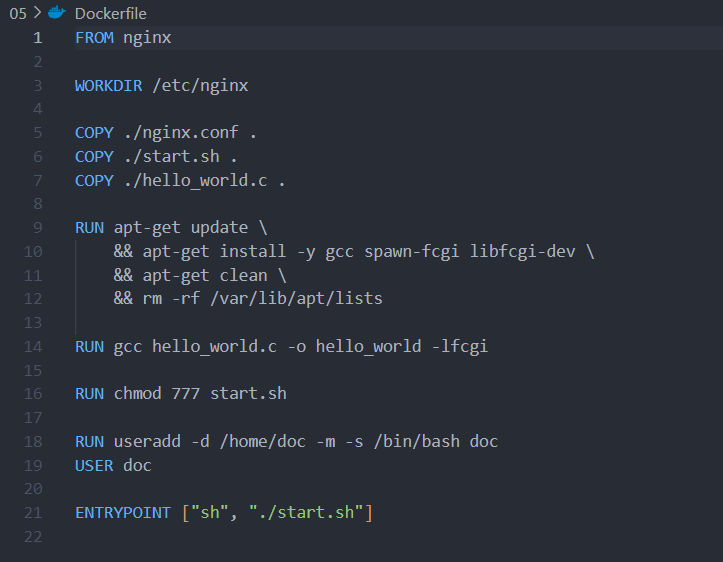 05 > Dockerfile
1 FROM nginx
2
3 WORKDIR /etc/nginx
4
5 COPY ./nginx.conf .
6 COPY ./start.sh .
7 COPY ./hello_world.c .
8
9 RUN apt-get update \
10 && apt-get install -y gcc spawn-fcgi libfcgi-dev \
11 && apt-get clean \
12 && rm -rf /var/lib/apt/lists
13
14 RUN gcc hello_world.c -o hello_world -lfcgi
15
16 RUN chmod 777 start.sh
17
18 RUN useradd -d /home/doc -m -s /bin/bash doc
19 USER doc
20
21 ENTRYPOINT ["sh", "./start.sh"]
22